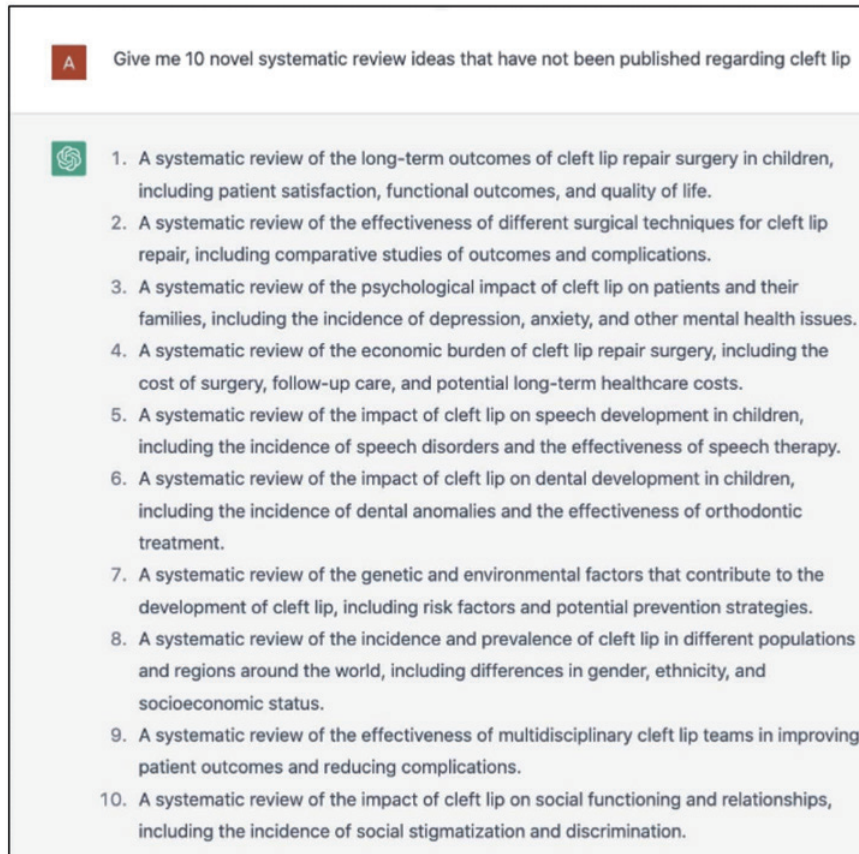 A Give me 10 novel systematic review ideas that have not been published regarding cleft lip
1. A systematic review of the long-term outcomes of cleft lip repair surgery in children,
including patient satisfaction, functional outcomes, and quality of life.
2. A systematic review of the effectiveness of different surgical techniques for cleft lip
repair, including comparative studies of outcomes and complications.
3. A systematic review of the psychological impact of cleft lip on patients and their
families, including the incidence of depression, anxiety, and other mental health issues.
4. A systematic review of the economic burden of cleft lip repair surgery, including the
cost of surgery, follow-up care, and potential long-term healthcare costs.
5. A systematic review of the impact of cleft lip on speech development in children,
including the incidence of speech disorders and the effectiveness of speech therapy.
6. A systematic review of the impact of cleft lip on dental development in children,
including the incidence of dental anomalies and the effectiveness of orthodontic
treatment.
7. A systematic review of the genetic and environmental factors that contribute to the
development of cleft lip, including risk factors and potential prevention strategies.
8. A systematic review of the incidence and prevalence of cleft lip in different populations
and regions around the world, including differences in gender, ethnicity, and
socioeconomic status.
9. A systematic review of the effectiveness of multidisciplinary cleft lip teams in improving
patient outcomes and reducing complications.
10. A systematic review of the impact of cleft lip on social functioning and relationships,
including the incidence of social stigmatization and discrimination.